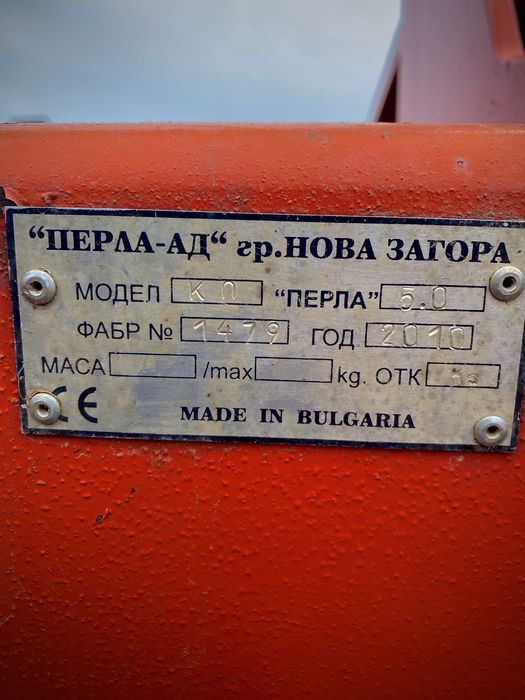 “ПЕРЛА-АД“ гр.НОВА ЗАГОРА
МОДЕЛ КП "ПЕРЛА" 5.0
ФАБР № 1479 ГОД 2010
МАСА /max kg. ОТК
CE MADE IN BULGARIA